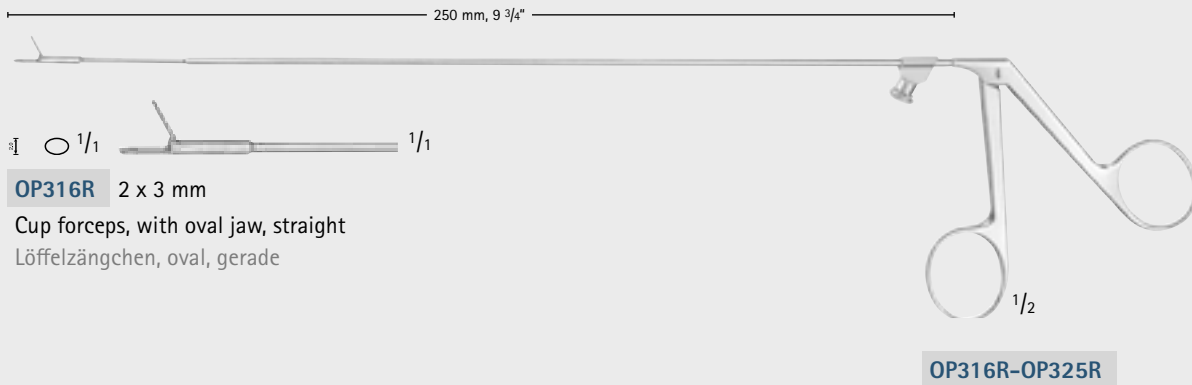 250 mm, 9 3/4"
1/1
1/1
OP316R 2 x 3 mm
Cup forceps, with oval jaw, straight
Löffelzängchen, oval, gerade
1/2
OP316R–OP325R